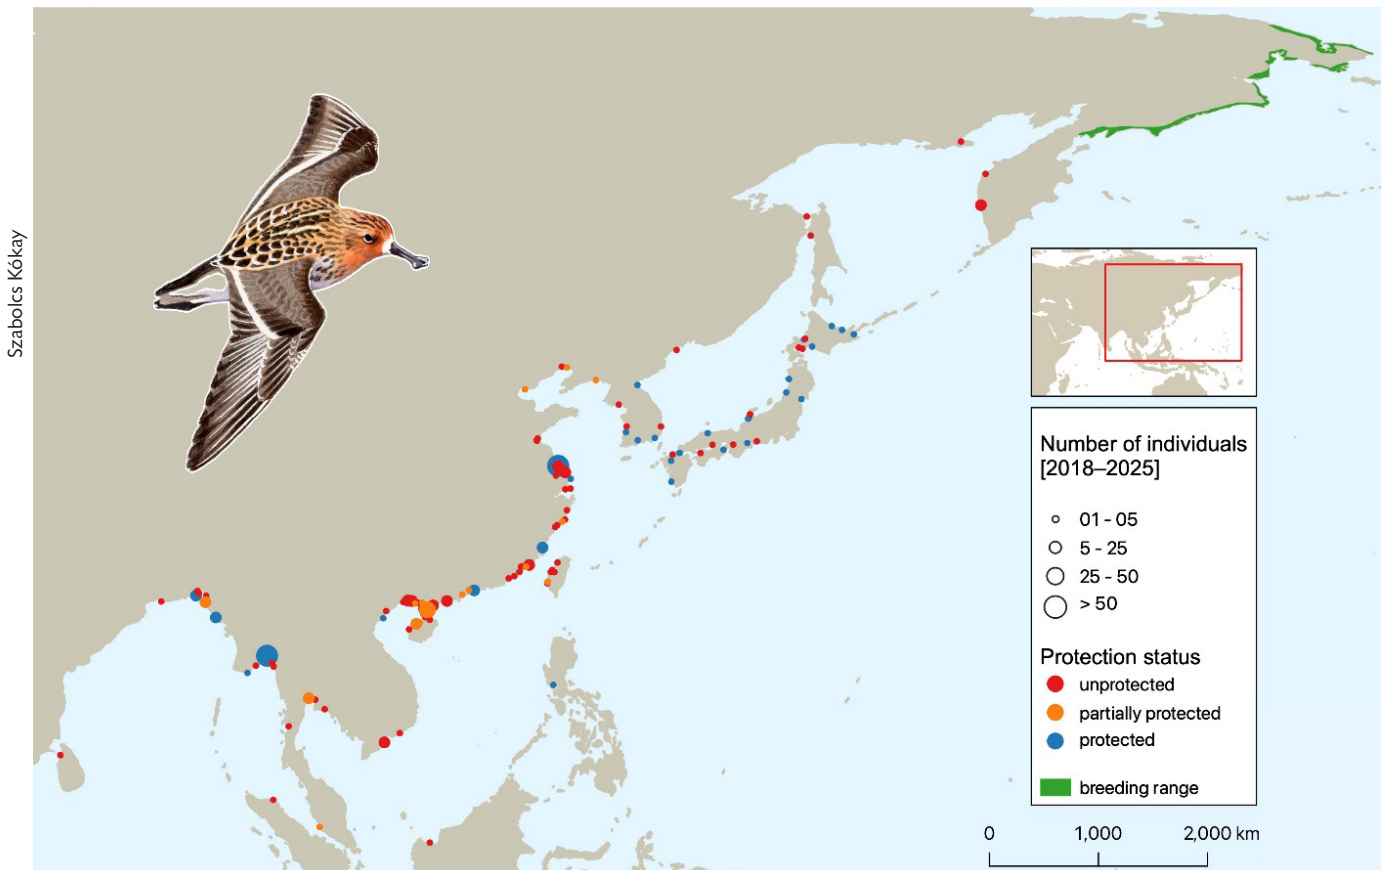 Szabolcs Kókay
Number of individuals
[2018–2025]
01 - 05
5 - 25
25 - 50
> 50
Protection status
unprotected
partially protected
protected
breeding range
0 1,000 2,000 km